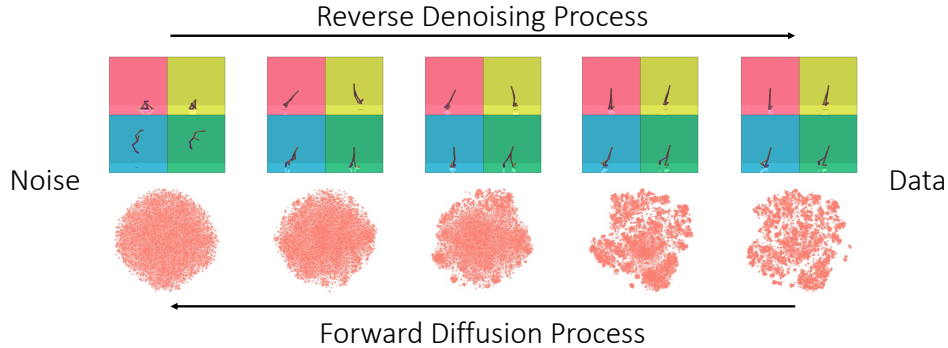 Reverse Denoising Process
Noise
Data
Forward Diffusion Process